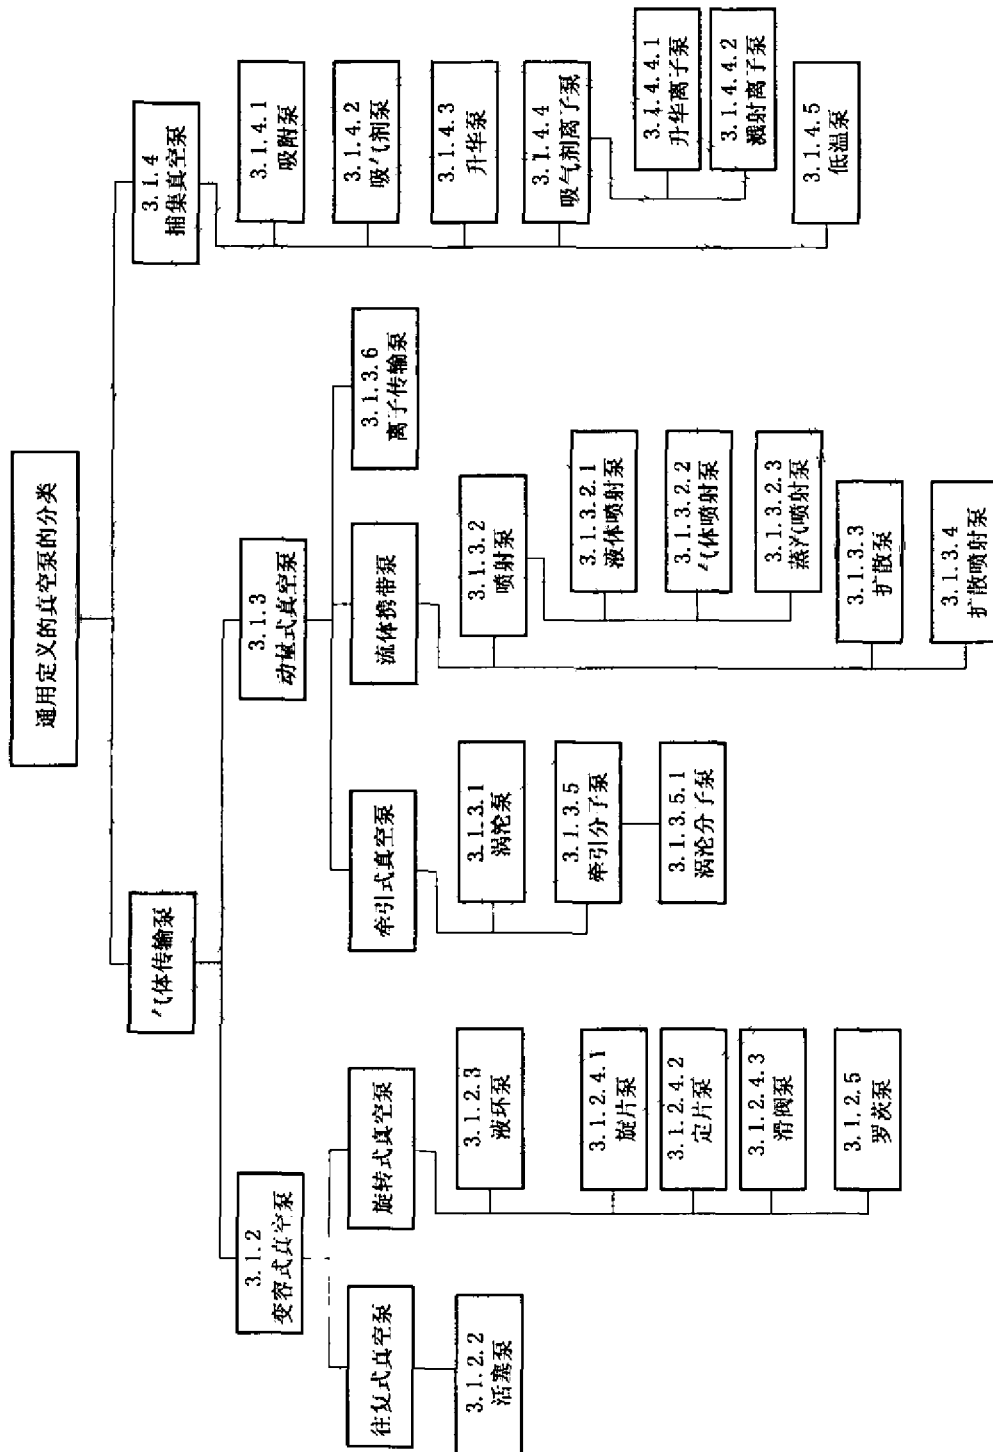 通用定义的真空泵的分类
气体传输泵
3.1.4
捕集真空泵
3.1.2
变容式真空泵
3.1.3
动量式真空泵
往复式真空泵
旋转式真空泵
牵引式真空泵
流体携带泵
3.1.3.6
离子传输泵
3.1.2.2
活塞泵
3.1.2.3
液环泵
3.1.2.4.1
旋片泵
3.1.2.4.2
定片泵
3.1.2.4.3
滑阀泵
3.1.2.5
罗茨泵
3.1.3.1
涡沦泵
3.1.3.5
牵引分子泵
3.1.3.5.1
涡沦分子泵
3.1.3.2
喷射泵
3.1.3.2.1
液体喷射泵
3.1.3.2.2
气体喷射泵
3.1.3.2.3
蒸汽喷射泵
3.1.3.3
扩散泵
3.1.3.4
扩散喷射泵
3.1.4.1
吸附泵
3.1.4.2
吸气剂泵
3.1.4.3
升华泵
3.1.4.4
吸气剂离子泵
3.1.4.4.1
升华离子泵
3.1.4.4.2
溅射离子泵
3.1.4.5
低温泵